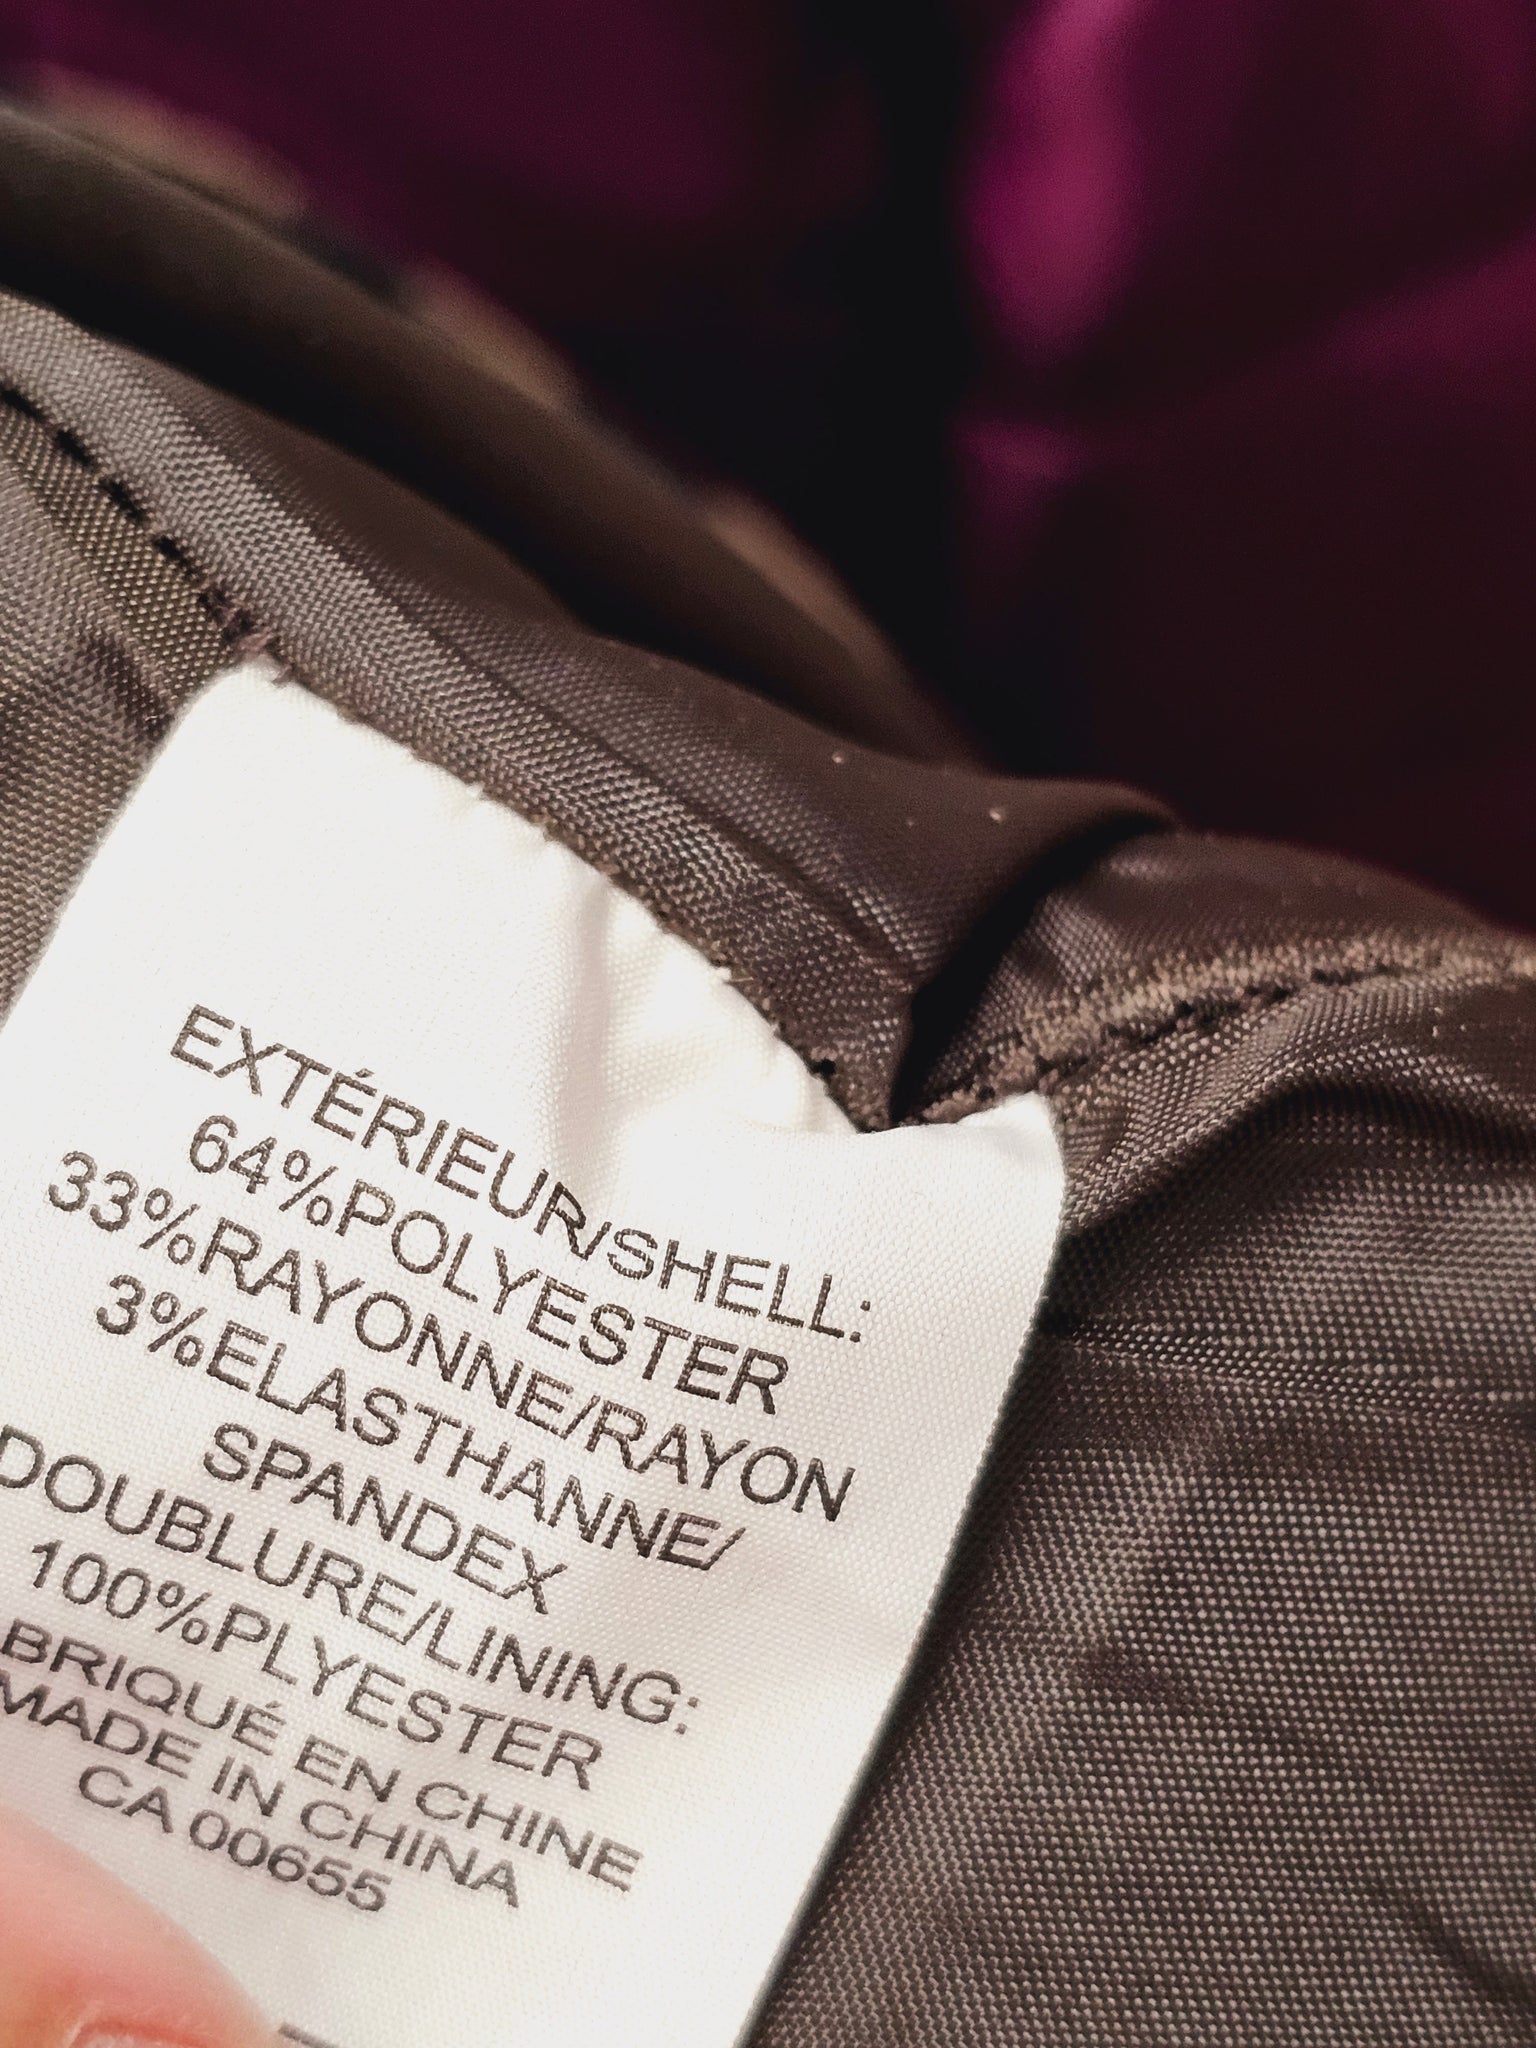 EXTÉRIEUR/SHELL:
64%POLYESTER
33%RAYONNE/RAYON
3%ELASTHANNE/
SPANDEX
DOUBLURE/LINING:
100%PLYESTER
BRIQUÉ EN CHINE
MADE IN CHINA
CA 00655